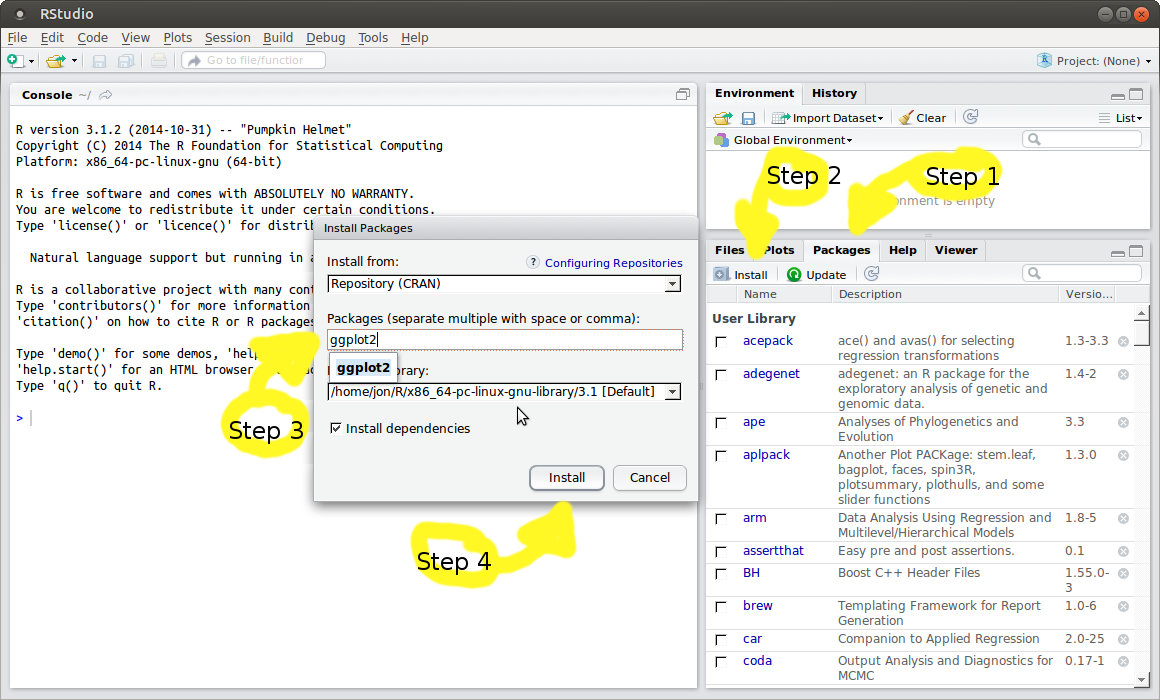 RStudio
File Edit Code View Plots Session Build Debug Tools Help
Go to file/function
Project: (None)
Console ~/
R version 3.1.2 (2014-10-31) -- "Pumpkin Helmet"
Copyright (C) 2014 The R Foundation for Statistical Computing
Platform: x86_64-pc-linux-gnu (64-bit)
R is free software and comes with ABSOLUTELY NO WARRANTY.
You are welcome to redistribute it under certain conditions.
Type 'license()' or 'licence()' for distri
Natural language support but running in a
R is a collaborative project with many cont
Type 'contributors()' for more information
'citation()' on how to cite R or R packages
Type 'demo()' for some demos, 'help
'help.start()' for an HTML browser
Type 'q()' to quit R.
>
Install Packages
Install from:
? Configuring Repositories
Repository (CRAN)
Packages (separate multiple with space or comma):
ggplot2
ggplot2
rary:
/home/jon/R/x86_64-pc-linux-gnu-library/3.1 [Default]
Install dependencies
Install Cancel
Step 3
Step 4
Environment History
Import Dataset Clear List
Global Environment
Step 2 Step 1
onment is empty
Files Plots Packages Help Viewer
Install Update
Name Description Versio...
User Library
acepack ace() and avas() for selecting 1.3-3.3
regression transformations
adegenet adegenet: an R package for the 1.4-2
exploratory analysis of genetic and
genomic data.
ape Analyses of Phylogenetics and 3.3
Evolution
aplpack Another Plot PACKage: stem.leaf, 1.3.0
bagplot, faces, spin3R,
plotsummary, plothulls, and some
slider functions
arm Data Analysis Using Regression and 1.8-5
Multilevel/Hierarchical Models
assertthat Easy pre and post assertions. 0.1
BH Boost C++ Header Files 1.55.0-
3
brew Templating Framework for Report 1.0-6
Generation
car Companion to Applied Regression 2.0-25
coda Output Analysis and Diagnostics for 0.17-1
MCMC